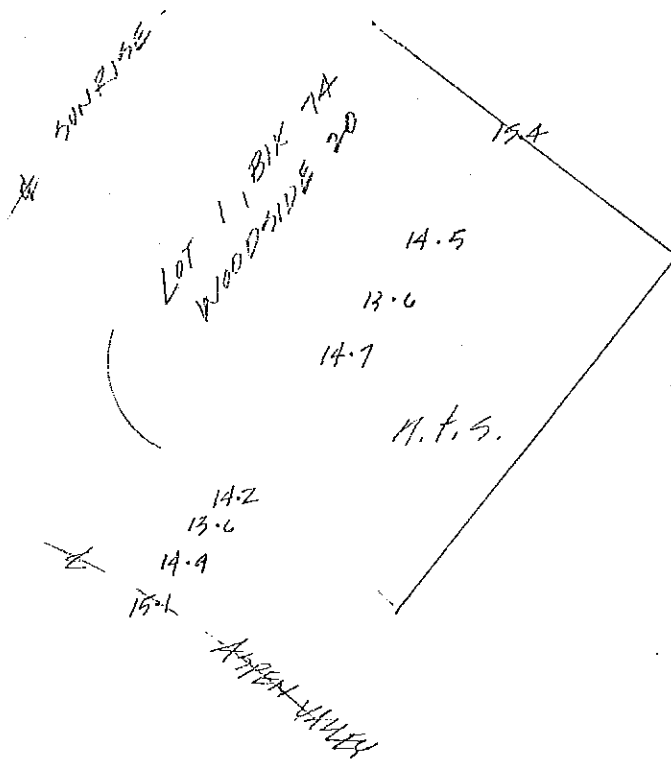 ℄ SUNRISE
LOT 11, BLK 7A
WOODSIDE 20
15.4
14.5
13.6
14.7
N.T.S.
14.2
13.6
14.4
℄
15.1
ASPEN VALLEY